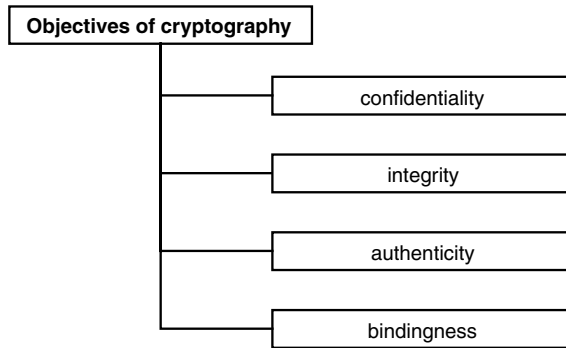 Objectives of cryptography
confidentiality
integrity
authenticity
bindingness